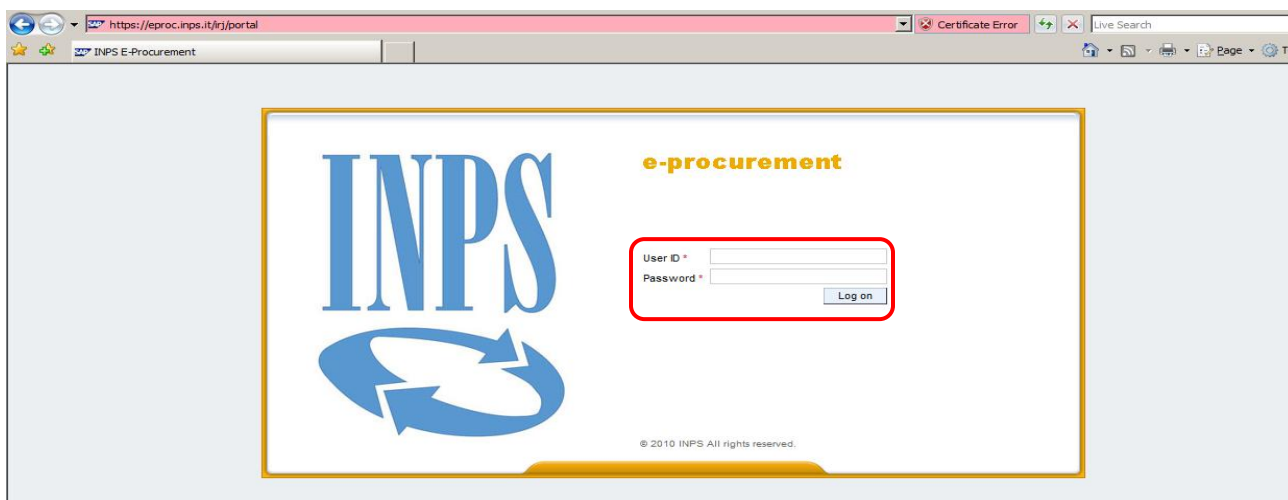 https://eproc.inps.it/irj/portal Certificate Error Live Search
INPS E-Procurement Page T
INPS
e-procurement
User ID *
Password *
Log on
© 2010 INPS All rights reserved.